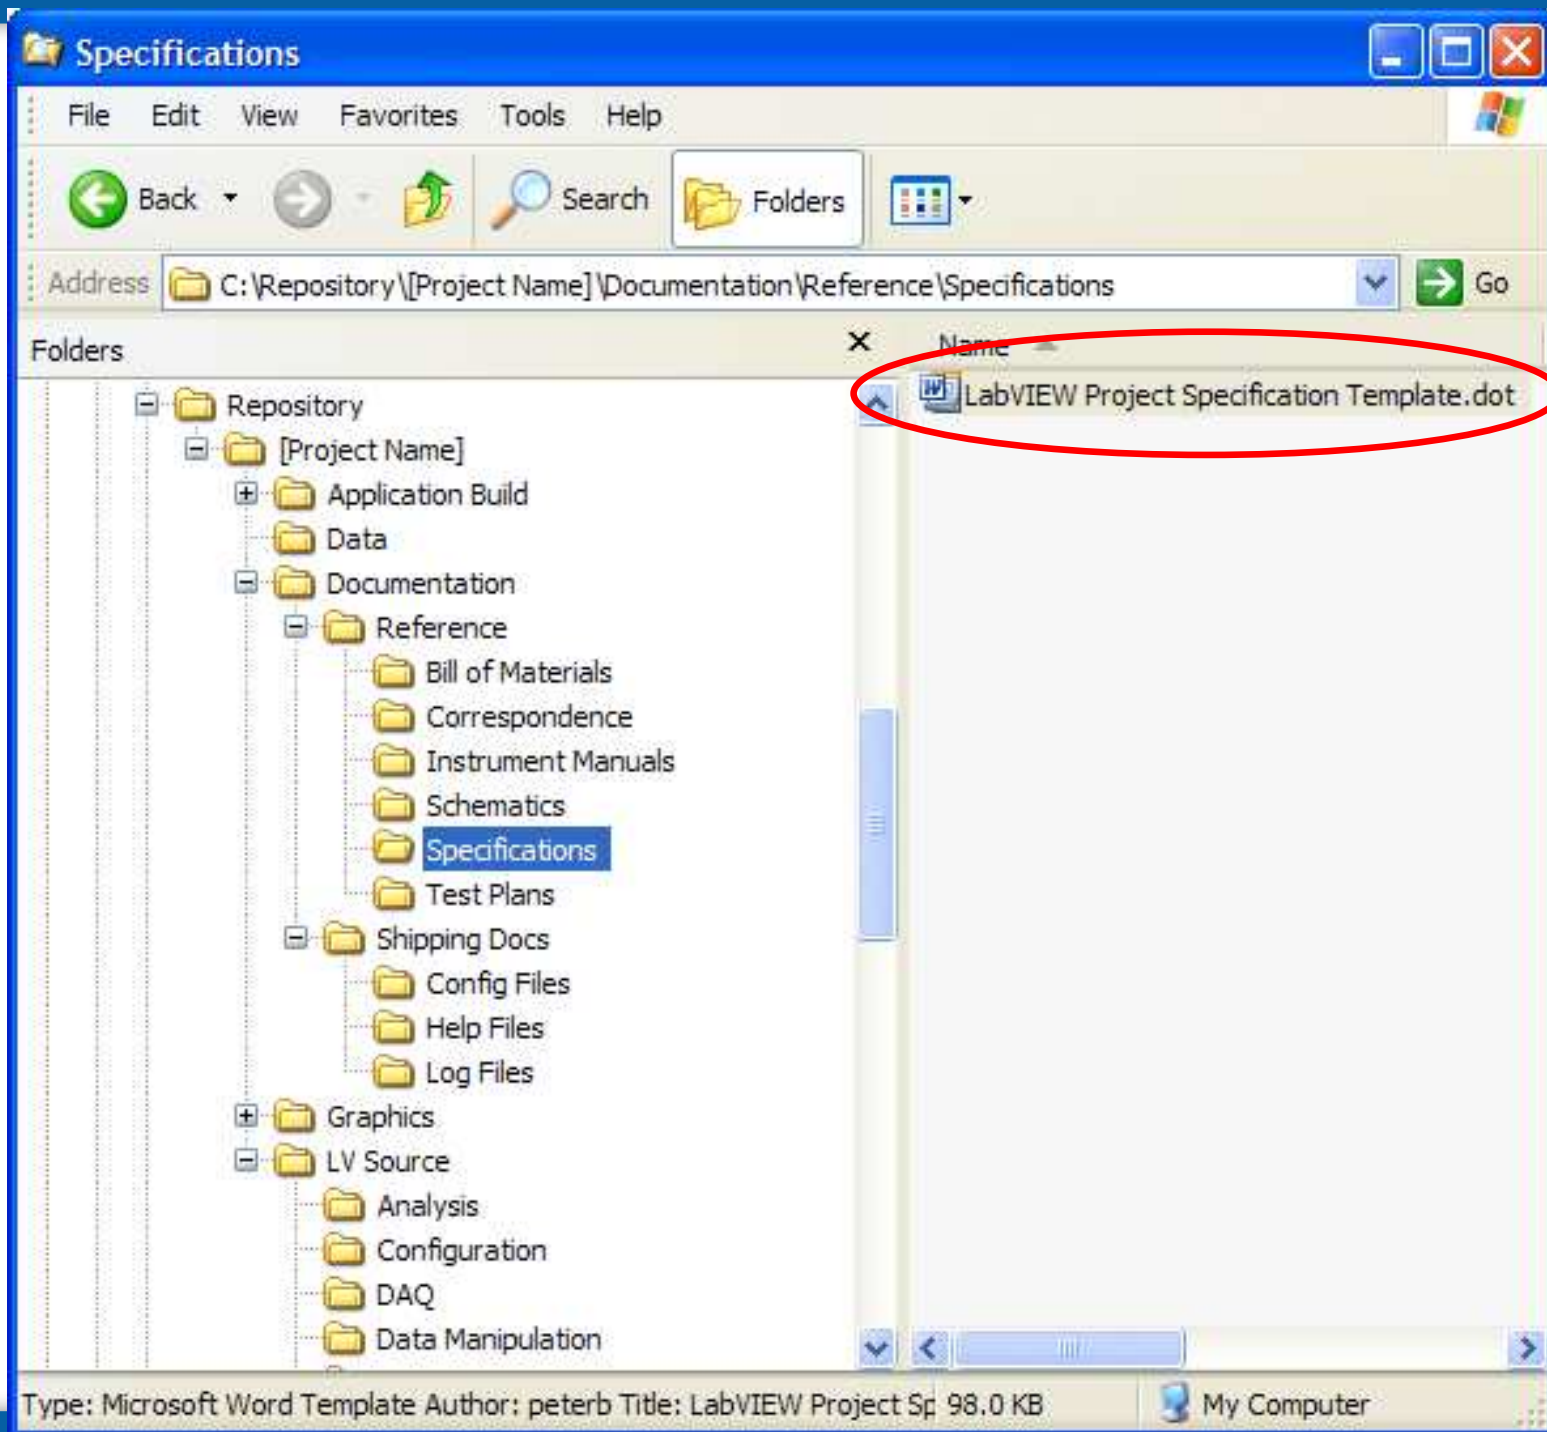 Specifications
File Edit View Favorites Tools Help
Back Search Folders
Address C:\Repository\[Project Name]\Documentation\Reference\Specifications Go
Folders
Name
LabVIEW Project Specification Template.dot
Repository
[Project Name]
Application Build
Data
Documentation
Reference
Bill of Materials
Correspondence
Instrument Manuals
Schematics
Specifications
Test Plans
Shipping Docs
Config Files
Help Files
Log Files
Graphics
LV Source
Analysis
Configuration
DAQ
Data Manipulation
Type: Microsoft Word Template Author: peterb Title: LabVIEW Project Sp 98.0 KB My Computer